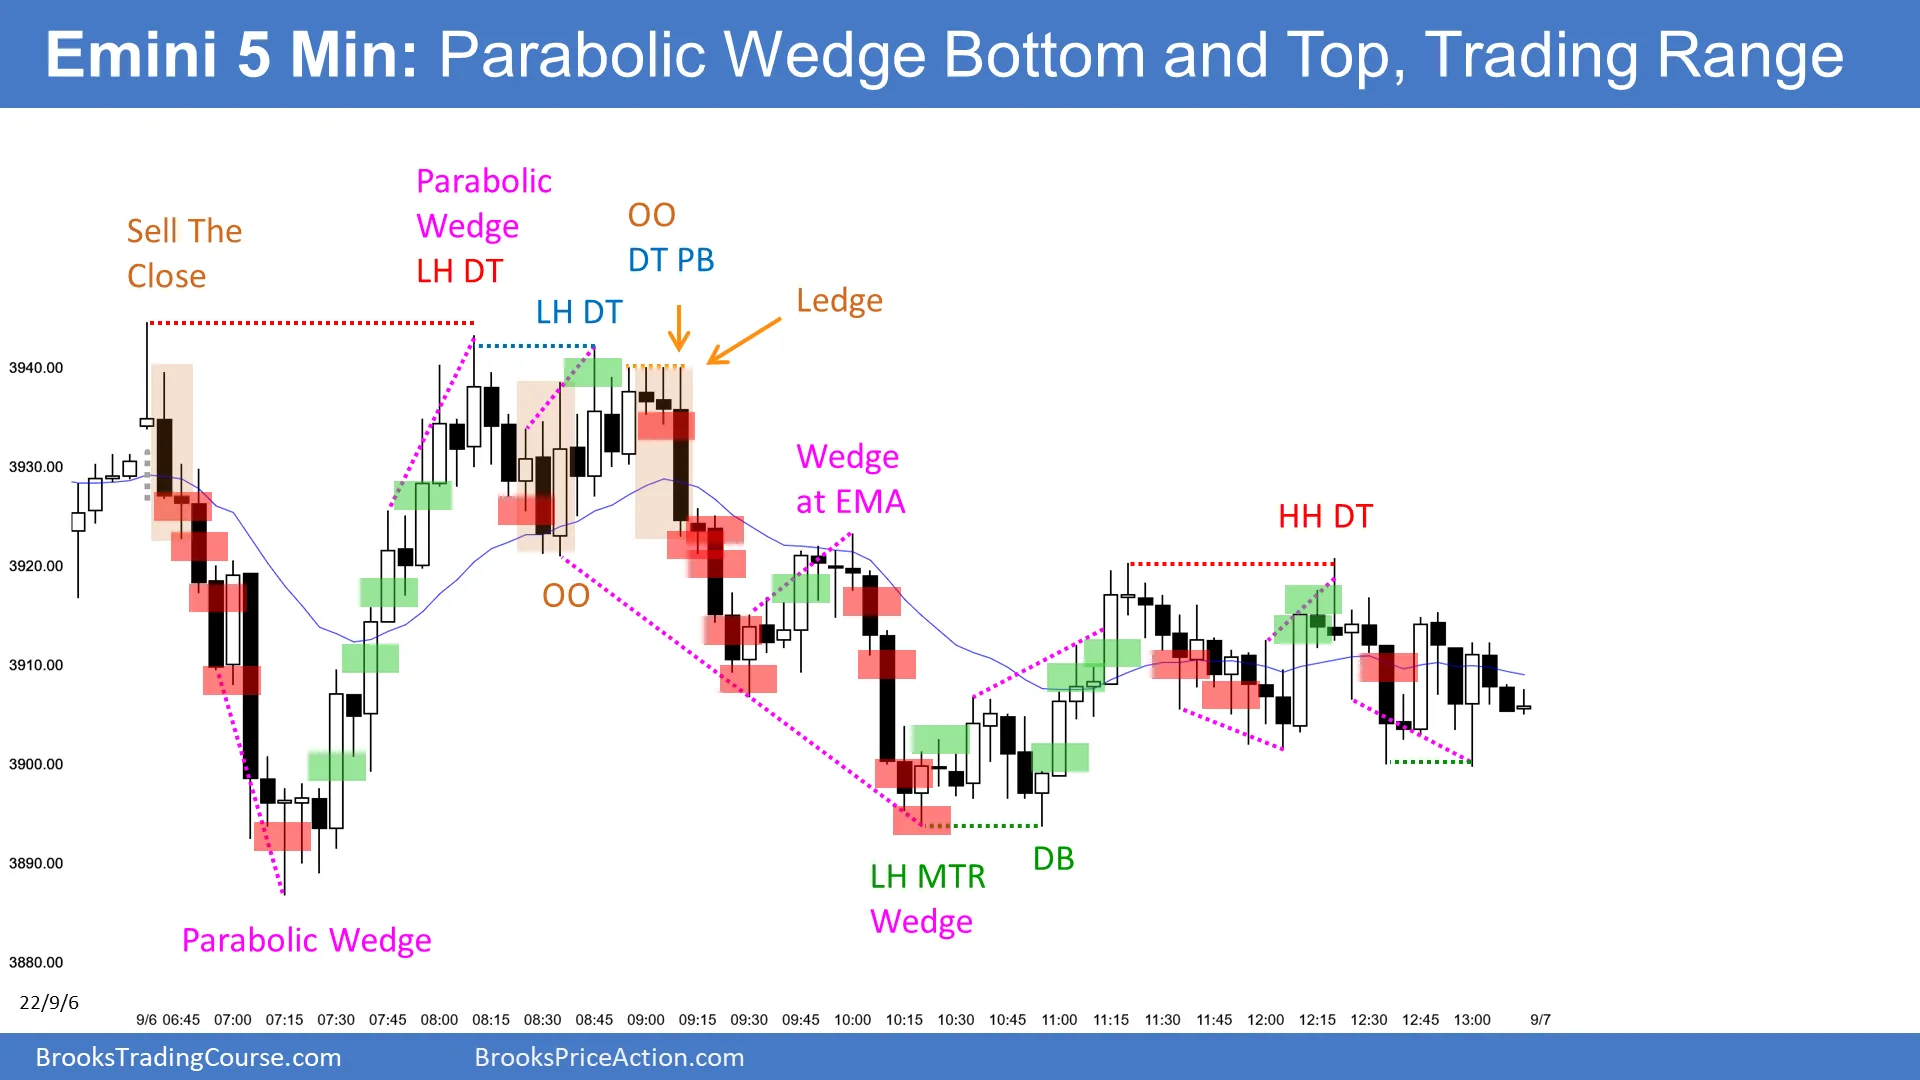 Emini 5 Min: Parabolic Wedge Bottom and Top, Trading Range
Parabolic
Wedge
LH DT
Sell The
Close
OO
DT PB
LH DT
Ledge
Wedge
at EMA
HH DT
OO
LH MTR
Wedge
DB
Parabolic Wedge
3940.00
3930.00
3920.00
3910.00
3900.00
3890.00
3880.00
22/9/6
9/6 06:45 07:00 07:15 07:30 07:45 08:00 08:15 08:30 08:45 09:00 09:15 09:30 09:45 10:00 10:15 10:30 10:45 11:00 11:15 11:30 11:45 12:00 12:15 12:30 12:45 13:00 9/7
BrooksTradingCourse.com
BrooksPriceAction.com